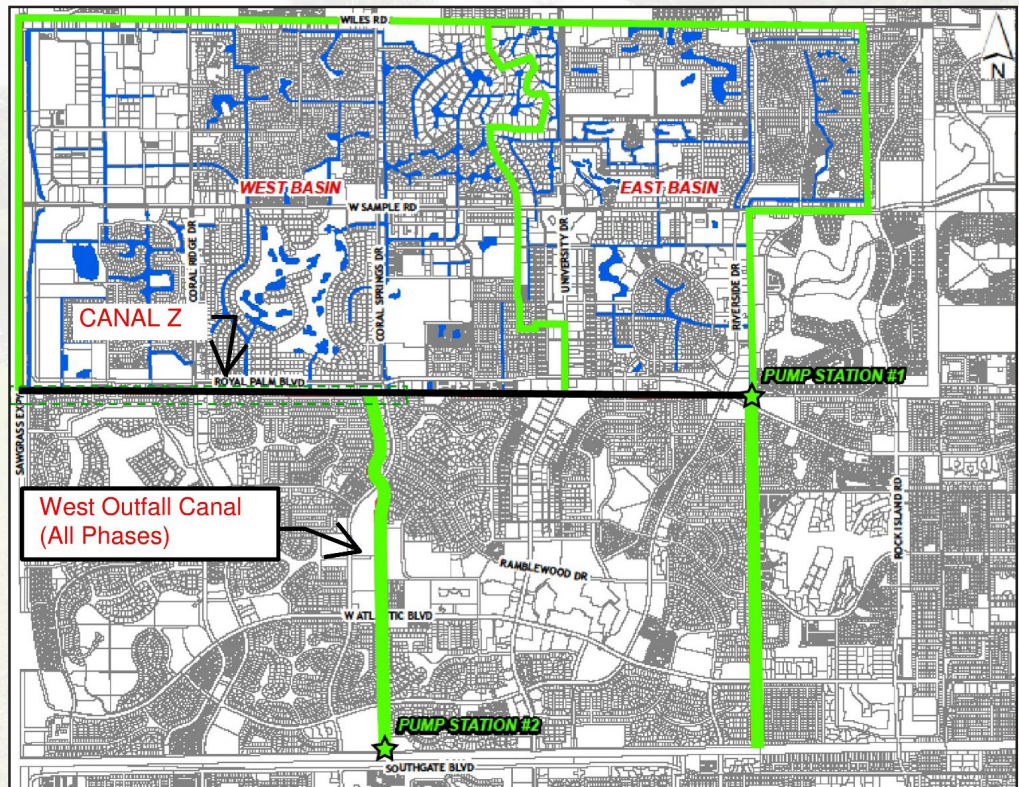 WILES RD
N
WEST BASIN
EAST BASIN
W SAMPLE RD
CORAL RIDGE DR
CORAL SPRINGS DR
UNIVERSITY DR
RIVERSIDE DR
CANAL Z
ROYAL PALM BLVD
PUMP STATION #1
SAWGRASS EXPY
West Outfall Canal
(All Phases)
ROCK ISLAND RD
RAMBLEWOOD DR
W ATLANTIC BLVD
PUMP STATION #2
SOUTHGATE BLVD